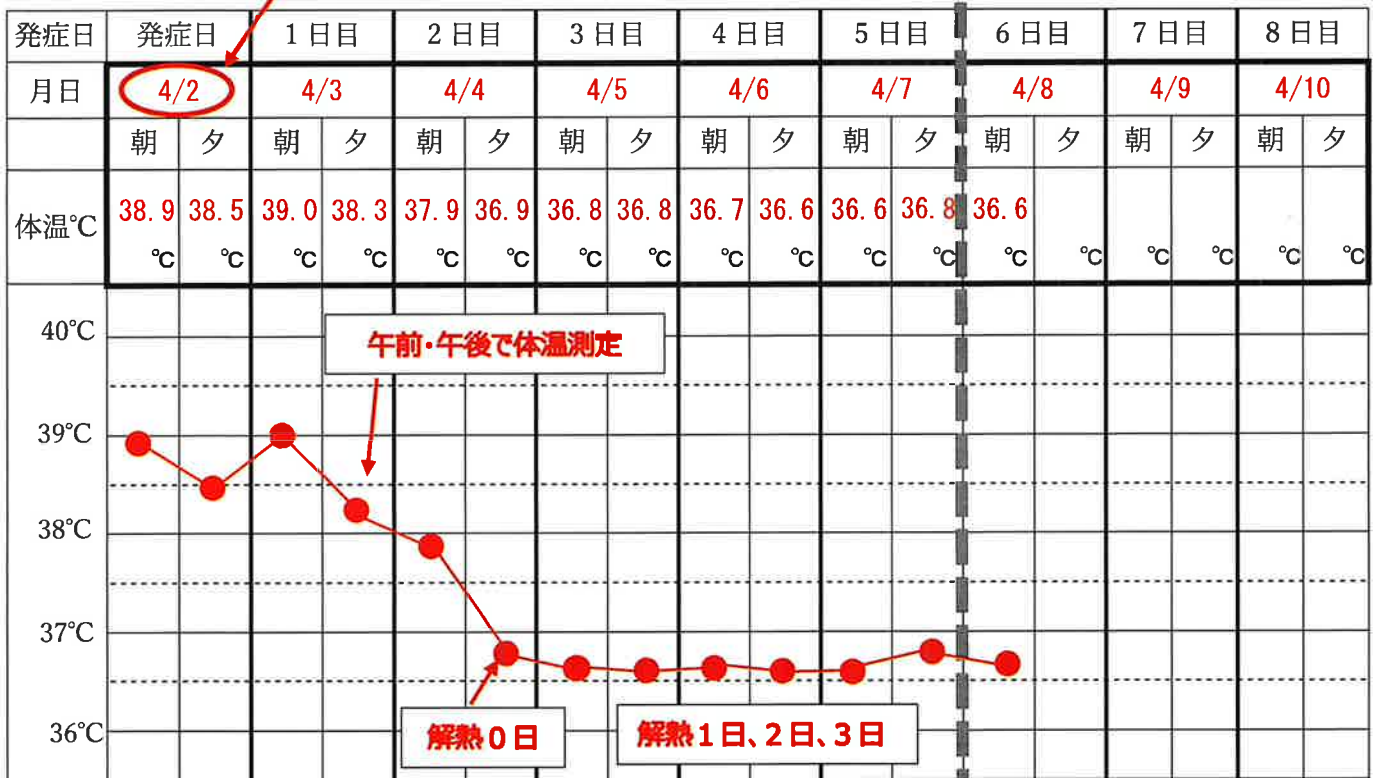 発症日 発症日 1日目 2日目 3日目 4日目 5日目 6日目 7日目 8日目
月日 4/2 4/3 4/4 4/5 4/6 4/7 4/8 4/9 4/10
朝 夕 朝 夕 朝 夕 朝 夕 朝 夕 朝 夕 朝 夕 朝 夕 朝 夕
体温℃ 38.9 38.5 39.0 38.3 37.9 36.9 36.8 36.8 36.7 36.6 36.6 36.8 36.6
℃ ℃ ℃ ℃ ℃ ℃ ℃ ℃ ℃ ℃ ℃ ℃ ℃ ℃ ℃ ℃ ℃ ℃
40℃
午前・午後で体温測定
39℃
38℃
37℃
36℃
解熱0日
解熱1日、2日、3日